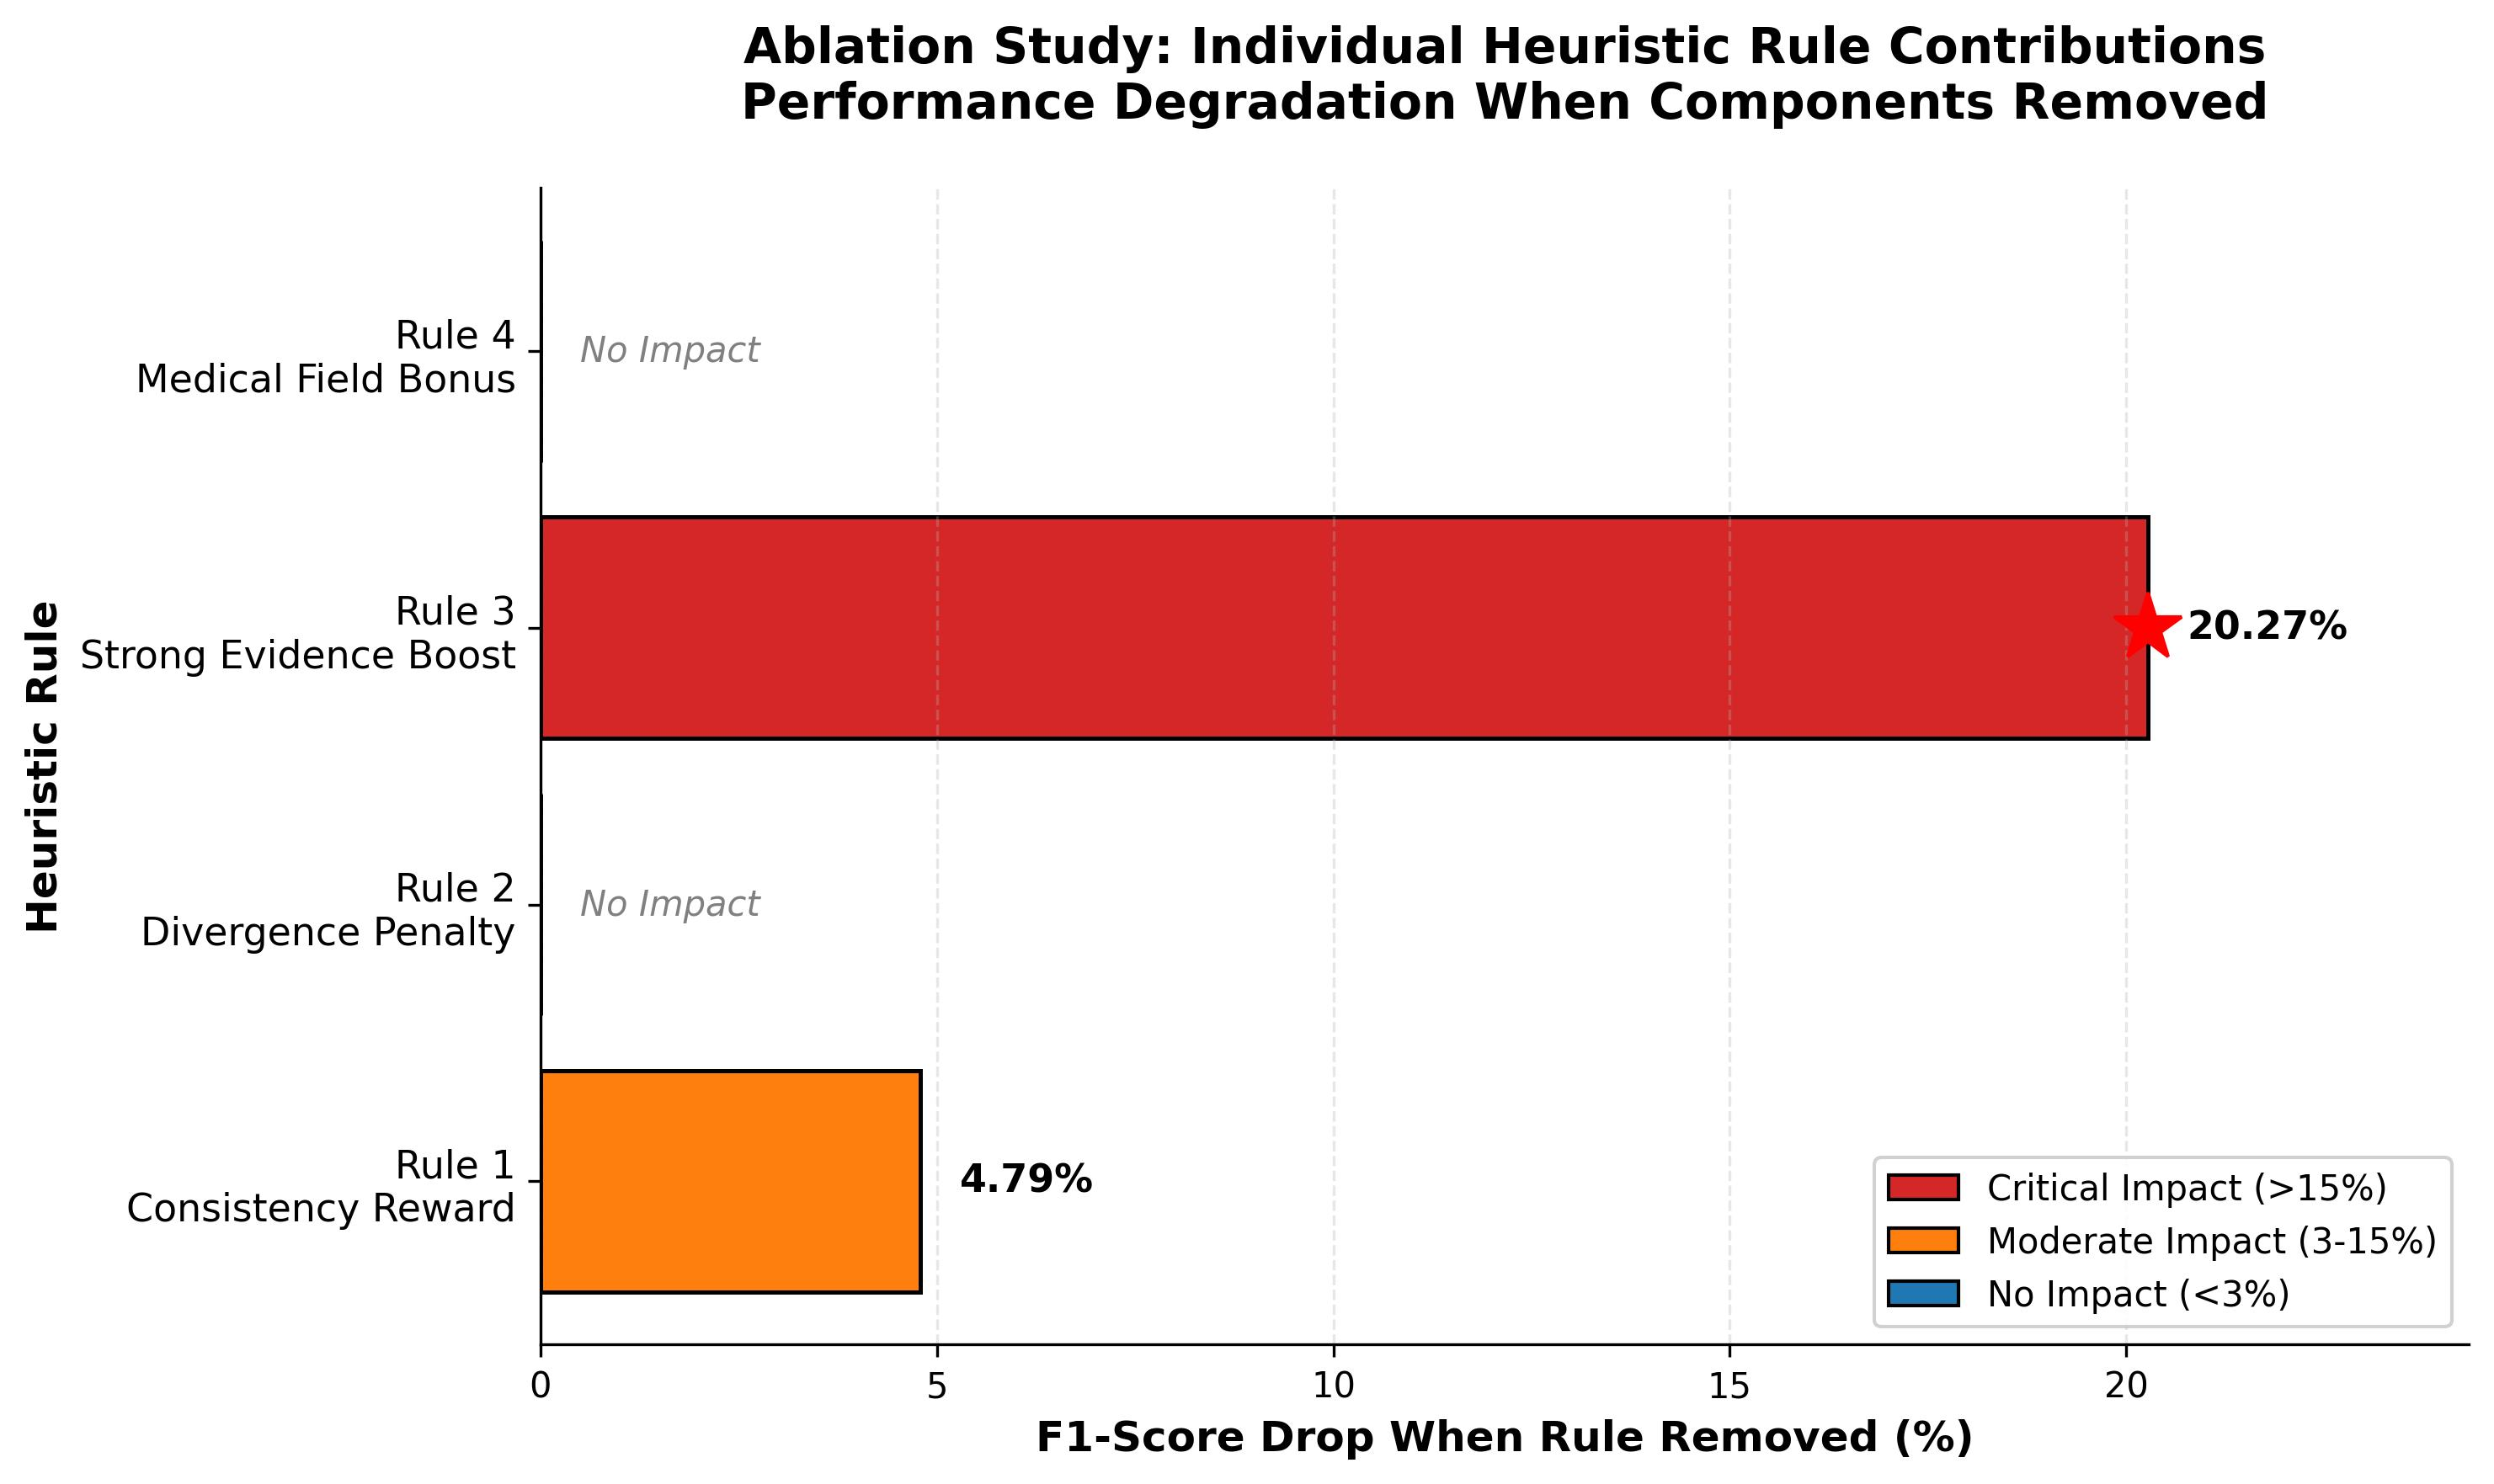 Ablation Study: Individual Heuristic Rule Contributions
Performance Degradation When Components Removed
Heuristic Rule
Rule 4
Medical Field Bonus
No Impact
Rule 3
Strong Evidence Boost
20.27%
Rule 2
Divergence Penalty
No Impact
Rule 1
Consistency Reward
4.79%
Critical Impact (>15%)
Moderate Impact (3-15%)
No Impact (<3%)
0 5 10 15 20
F1-Score Drop When Rule Removed (%)